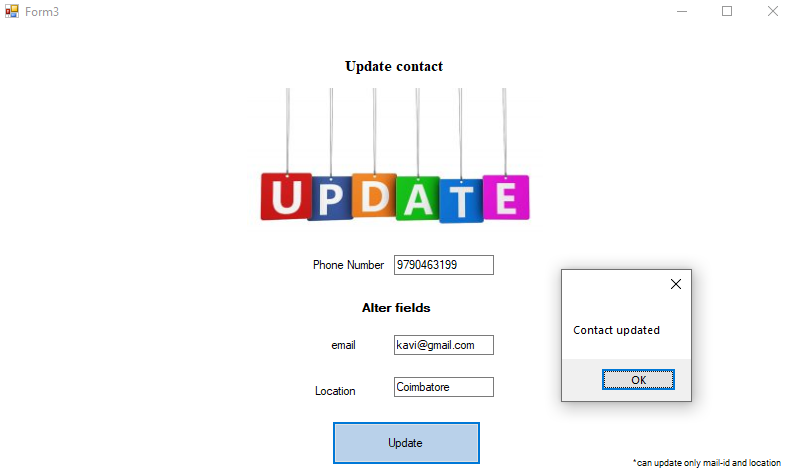 Form3
Update contact
UPDATE
Phone Number 9790463199
Alter fields
email kavi@gmail.com
Contact updated
Location Coimbatore
OK
Update
*can update only mail-id and location